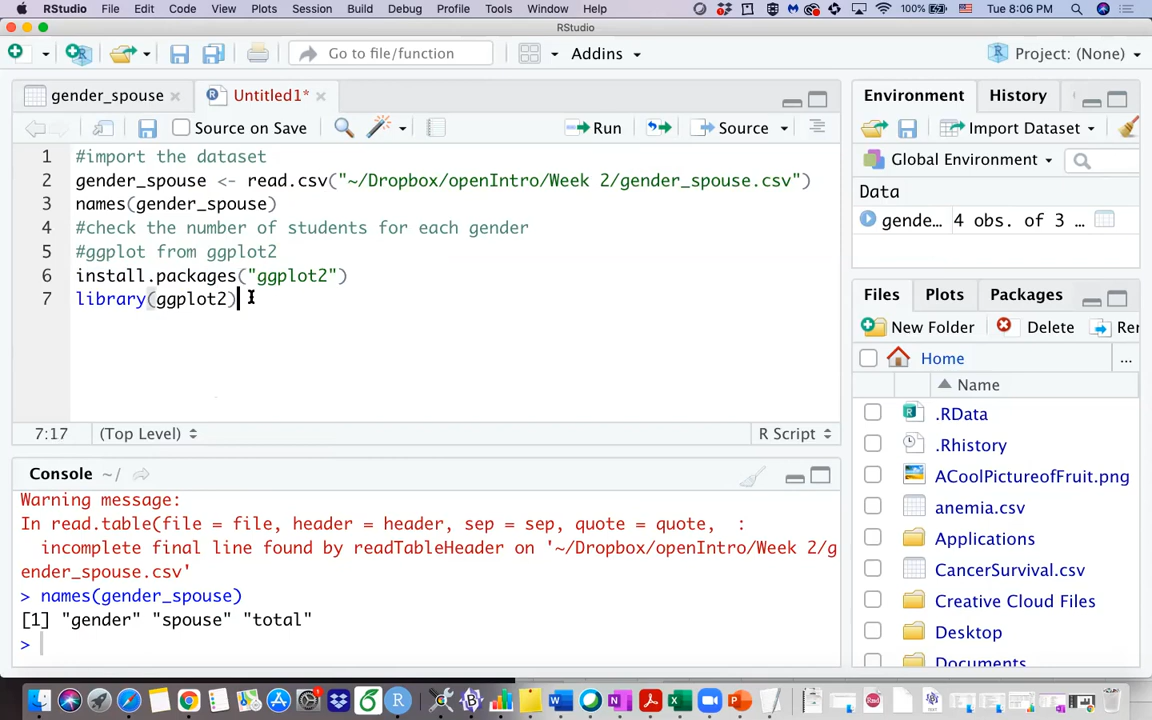 RStudio File Edit Code View Plots Session Build Debug Profile Tools Window Help 100% Tue 8:06 PM
RStudio
Go to file/function Addins Project: (None)
gender_spouse Untitled1*
Source on Save Run Source
1 #import the dataset
2 gender_spouse <- read.csv("~/Dropbox/openIntro/Week 2/gender_spouse.csv")
3 names(gender_spouse)
4 #check the number of students for each gender
5 #ggplot from ggplot2
6 install.packages("ggplot2")
7 library(ggplot2)
7:17 (Top Level) R Script
Console ~/
Warning message:
In read.table(file = file, header = header, sep = sep, quote = quote,  :
incomplete final line found by readTableHeader on '~/Dropbox/openIntro/Week 2/g
ender_spouse.csv'
> names(gender_spouse)
[1] "gender" "spouse" "total"
>
Environment History
Import Dataset
Global Environment
Data
gende... 4 obs. of 3 ...
Files Plots Packages
New Folder Delete Rer
Home ...
Name
.RData
.Rhistory
ACoolPictureofFruit.png
anemia.csv
Applications
CancerSurvival.csv
Creative Cloud Files
Desktop
Documents